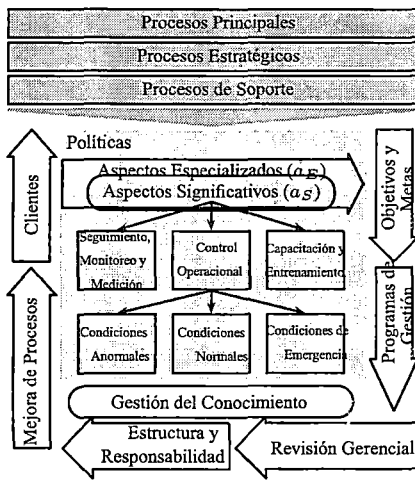 Procesos Principales
Procesos Estratégicos
Procesos de Soporte
Políticas
Aspectos Especializados (a_E)
Aspectos Significativos (a_S)
Clientes
Objetivos y
Metas
Seguimiento,
Monitoreo y
Medición
Control
Operacional
Capacitación y
Entrenamiento
Condiciones
Anormales
Condiciones
Normales
Condiciones de
Emergencia
Mejora de Procesos
Programas de
Gestión
Gestión del Conocimiento
Estructura y
Responsabilidad
Revisión Gerencial